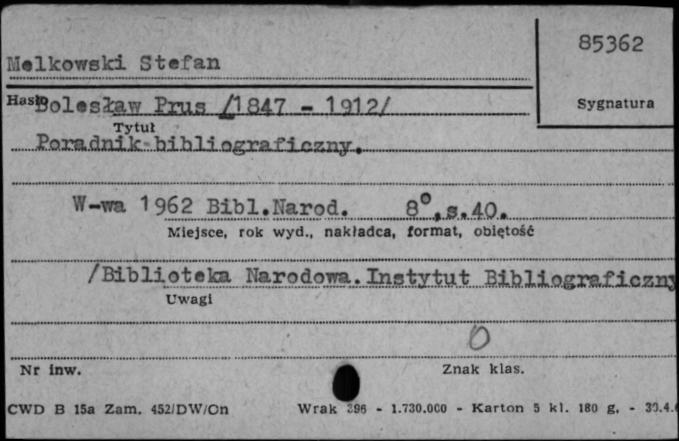 85362
Melkowski Stefan
Hasło
Sygnatura
Bolesław Prus /1847 - 1912/
Tytuł
Poradnik bibliograficzny.
W-wa 1962 Bibl.Narod. 8°,s.40.
Miejsce, rok wyd., nakładca, format, objętość
/Biblioteka Narodowa.Instytut Bibliograficzny
Uwagi
0
Nr inw.
Znak klas.
CWD B 15a Zam. 452/DW/On Wrak 396 - 1.730.000 - Karton 5 kl. 180 g. - 30.4.